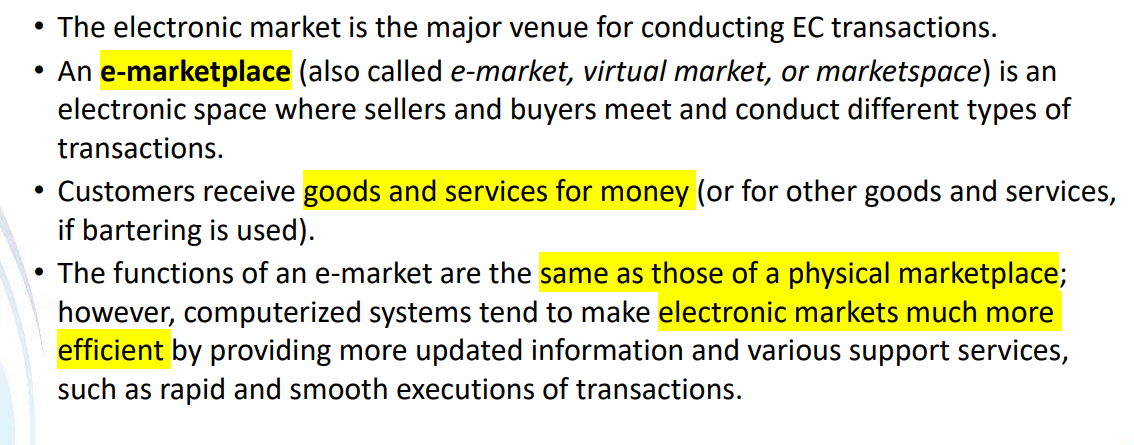 • The electronic market is the major venue for conducting EC transactions.
• An e-marketplace (also called e-market, virtual market, or marketspace) is an
electronic space where sellers and buyers meet and conduct different types of
transactions.
• Customers receive goods and services for money (or for other goods and services,
if bartering is used).
• The functions of an e-market are the same as those of a physical marketplace;
however, computerized systems tend to make electronic markets much more
efficient by providing more updated information and various support services,
such as rapid and smooth executions of transactions.